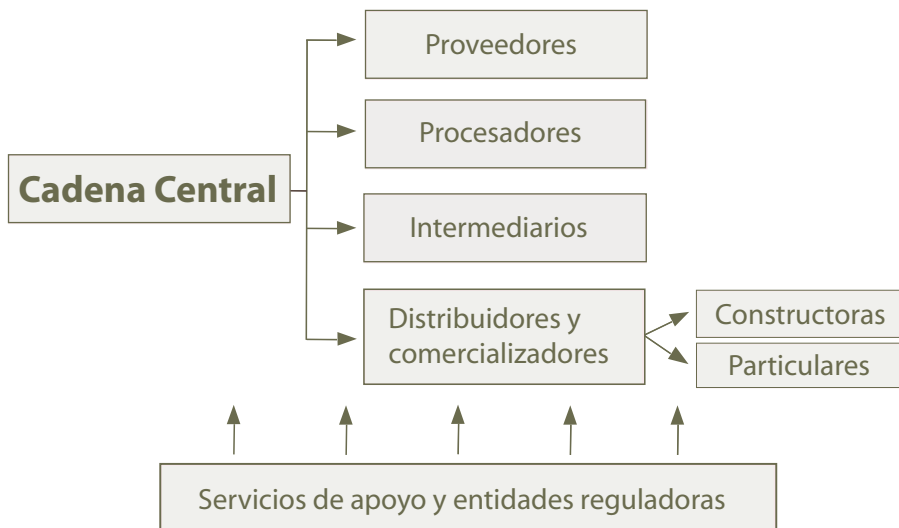 Proveedores
Procesadores
Cadena Central
Intermediarios
Distribuidores y
comercializadores
Constructoras
Particulares
Servicios de apoyo y entidades reguladoras